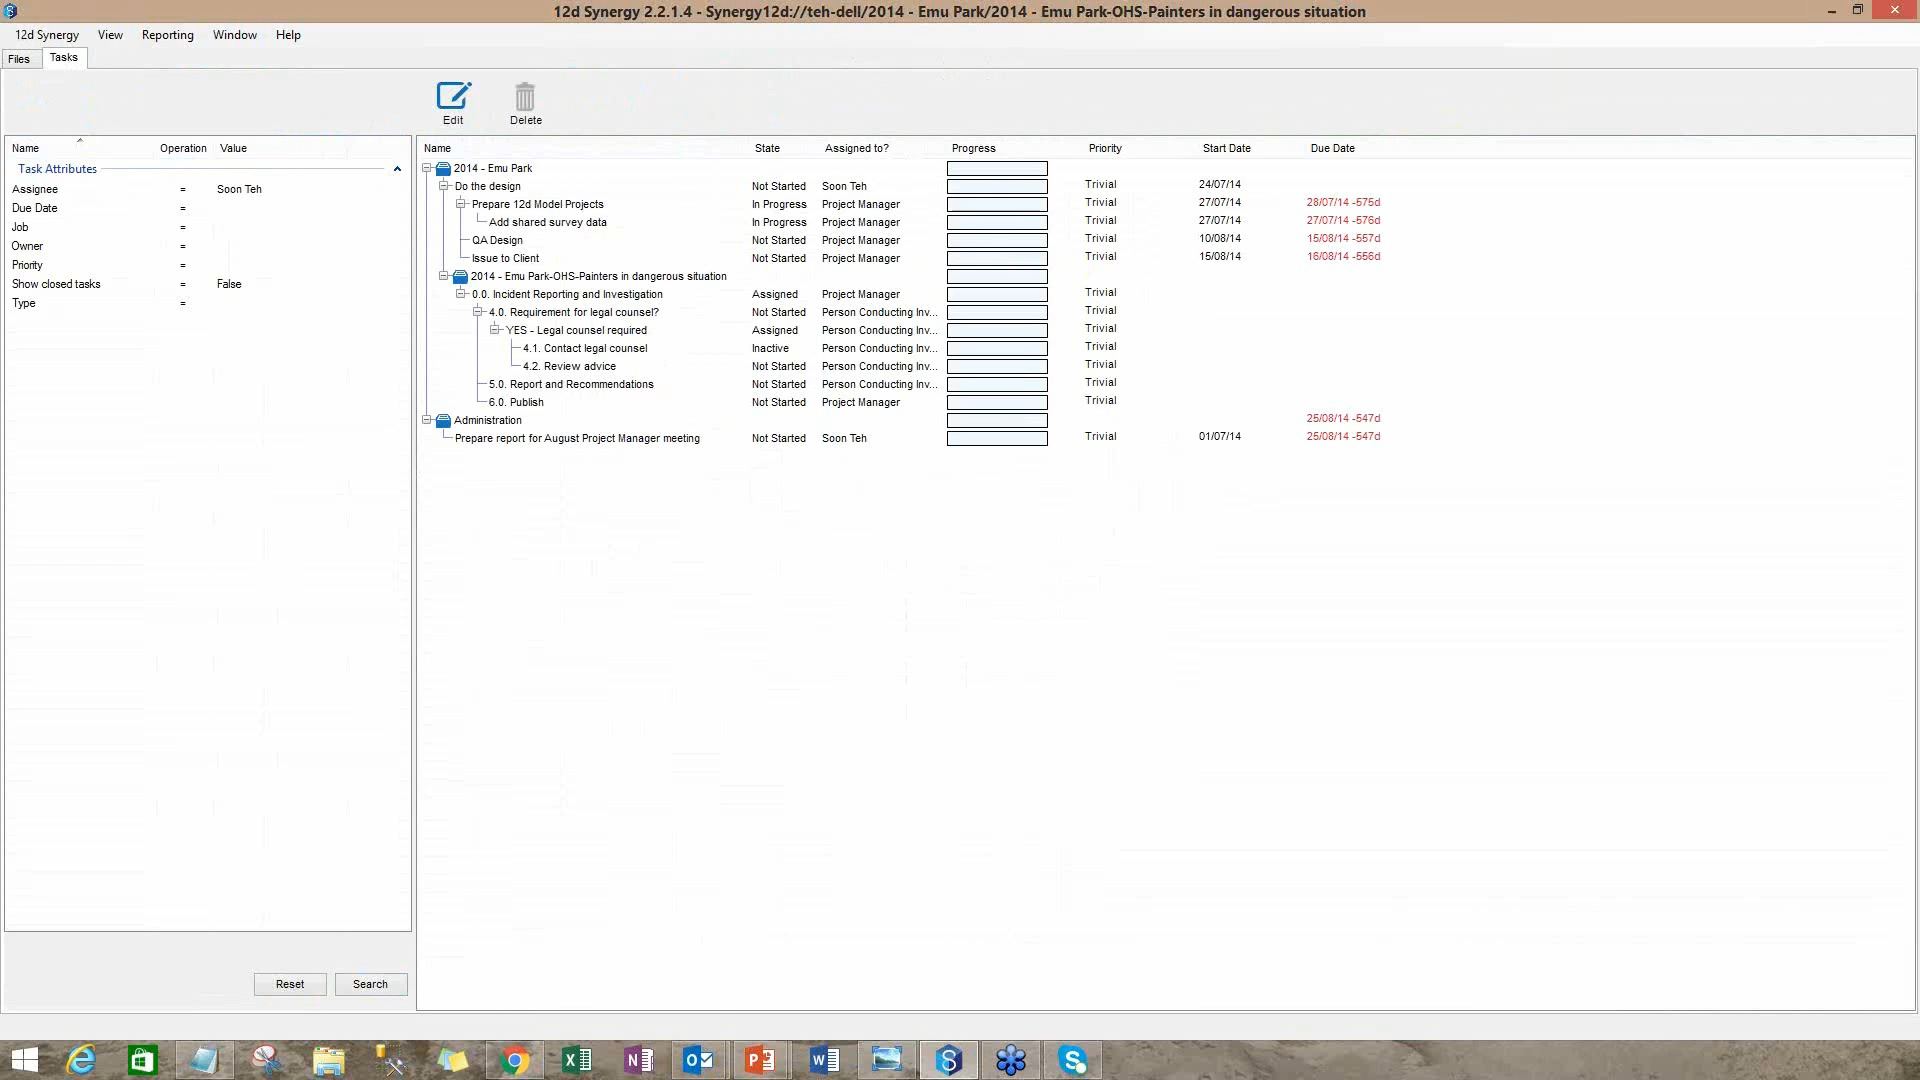 12d Synergy 2.2.1.4 - Synergy12d://teh-dell/2014 - Emu Park/2014 - Emu Park-OHS-Painters in dangerous situation
12d Synergy View Reporting Window Help
Files Tasks
Edit Delete
Name Operation Value
Task Attributes
Assignee = Soon Teh
Due Date =
Job =
Owner =
Priority =
Show closed tasks = False
Type =
Reset Search
Name State Assigned to? Progress Priority Start Date Due Date
2014 - Emu Park
Do the design Not Started Soon Teh Trivial 24/07/14
Prepare 12d Model Projects In Progress Project Manager Trivial 27/07/14 28/07/14 -575d
Add shared survey data In Progress Project Manager Trivial 27/07/14 27/07/14 -576d
QA Design Not Started Project Manager Trivial 10/08/14 15/08/14 -557d
Issue to Client Not Started Project Manager Trivial 15/08/14 16/08/14 -556d
2014 - Emu Park-OHS-Painters in dangerous situation
0.0. Incident Reporting and Investigation Assigned Project Manager Trivial
4.0. Requirement for legal counsel? Not Started Person Conducting Inv... Trivial
YES - Legal counsel required Assigned Person Conducting Inv... Trivial
4.1. Contact legal counsel Inactive Person Conducting Inv... Trivial
4.2. Review advice Not Started Person Conducting Inv... Trivial
5.0. Report and Recommendations Not Started Person Conducting Inv... Trivial
6.0. Publish Not Started Project Manager Trivial
Administration 25/08/14 -547d
Prepare report for August Project Manager meeting Not Started Soon Teh Trivial 01/07/14 25/08/14 -547d